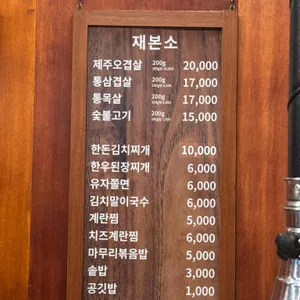 재본소
제주오겹살 200g 20,000
통삼겹살 200g 17,000
통목살 200g 17,000
숯불고기 200g 15,000
한돈김치찌개 10,000
한우된장찌개 6,000
유자쫄면 6,000
김치말이국수 6,000
계란찜 5,000
치즈계란찜 6,000
마무리볶음밥 5,000
솥밥 3,000
공깃밥 1,000